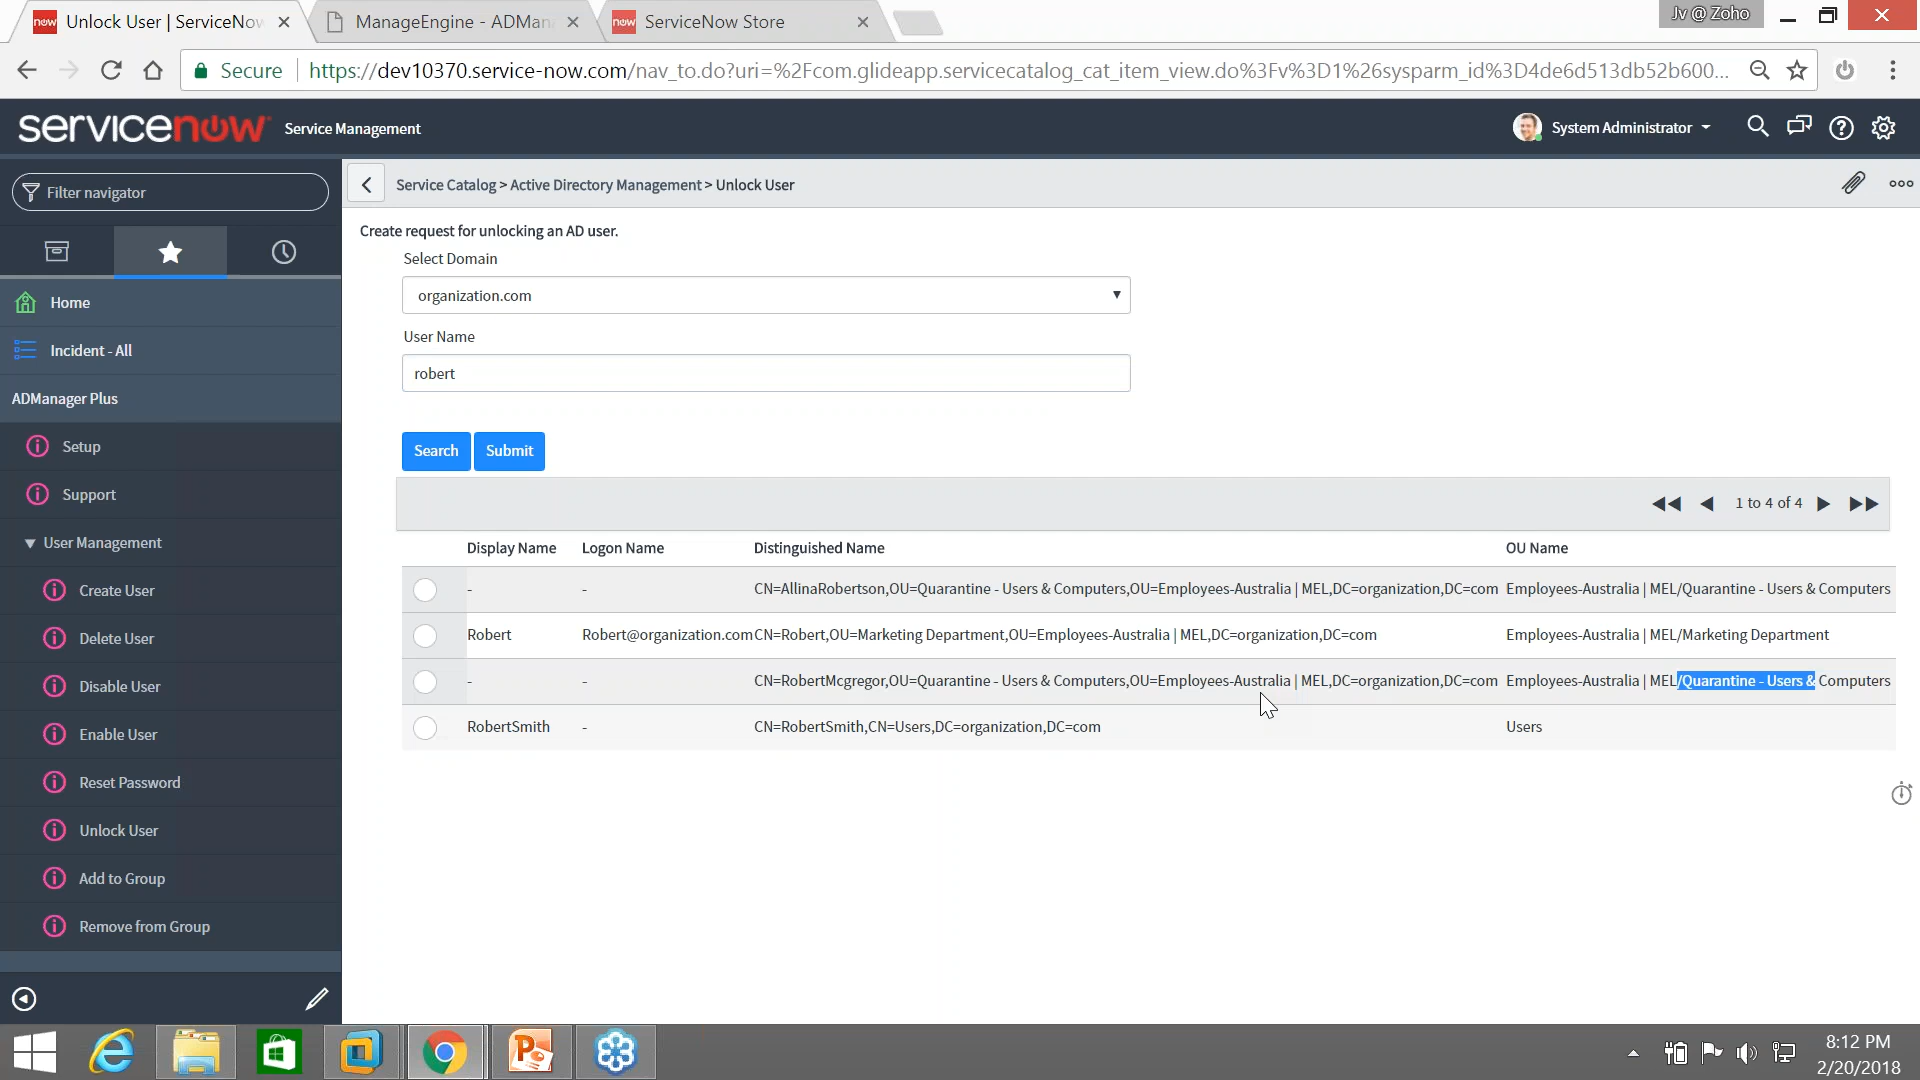 Unlock User | ServiceNow
ManageEngine - ADMan
ServiceNow Store
Jv @ Zoho
Secure
https://dev10370.service-now.com/nav_to.do?uri=%2Fcom.glideapp.servicecatalog_cat_item_view.do%3Fv%3D1%26sysparm_id%3D4de6d513db52b600...
servicenow Service Management
System Administrator
Filter navigator
Home
Incident - All
ADManager Plus
Setup
Support
User Management
Create User
Delete User
Disable User
Enable User
Reset Password
Unlock User
Add to Group
Remove from Group
Service Catalog > Active Directory Management > Unlock User
Create request for unlocking an AD user.
Select Domain
organization.com
User Name
robert
Search Submit
1 to 4 of 4
Display Name Logon Name Distinguished Name OU Name
- - CN=AllinaRobertson,OU=Quarantine - Users & Computers,OU=Employees-Australia | MEL,DC=organization,DC=com Employees-Australia | MEL/Quarantine - Users & Computers
Robert Robert@organization.com CN=Robert,OU=Marketing Department,OU=Employees-Australia | MEL,DC=organization,DC=com Employees-Australia | MEL/Marketing Department
- - CN=RobertMcgregor,OU=Quarantine - Users & Computers,OU=Employees-Australia | MEL,DC=organization,DC=com Employees-Australia | MEL/Quarantine - Users & Computers
RobertSmith - CN=RobertSmith,CN=Users,DC=organization,DC=com Users
8:12 PM
2/20/2018